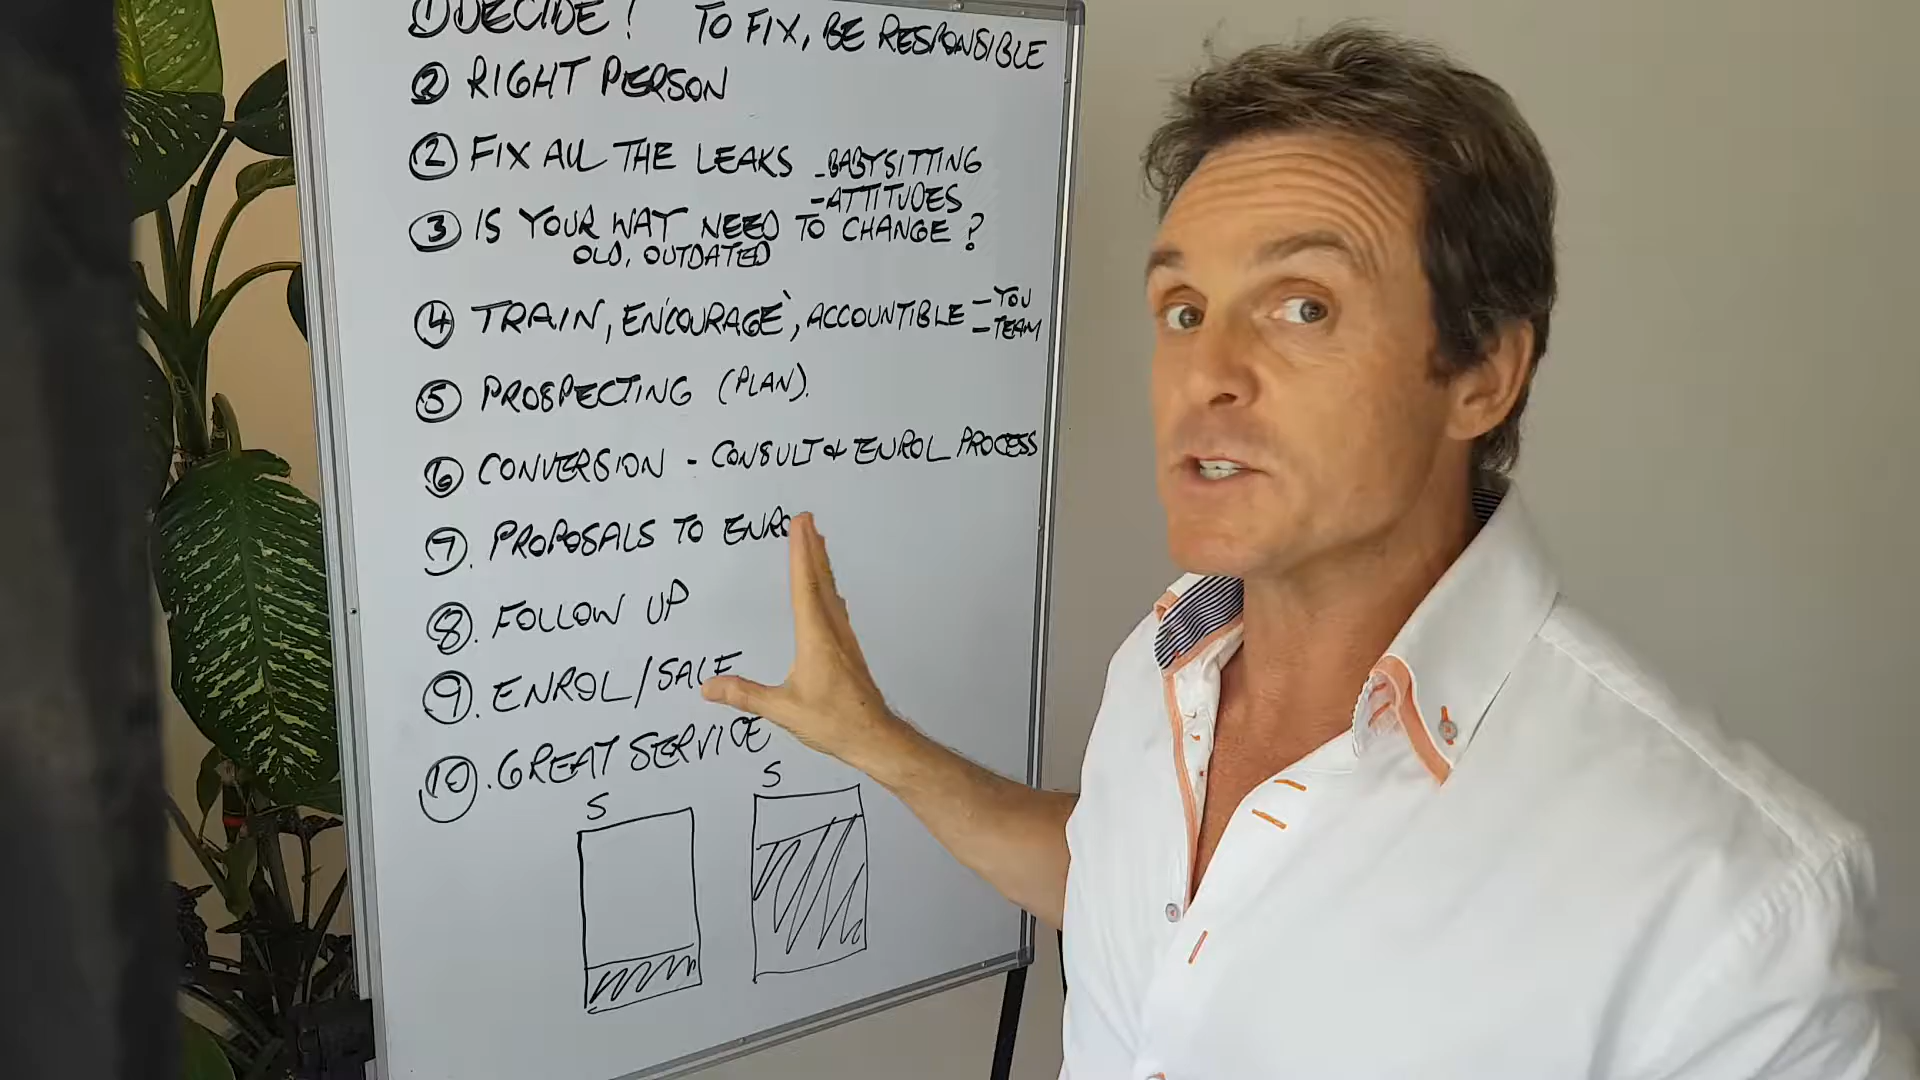 ① DECIDE! TO FIX, BE RESPONSIBLE
② RIGHT PERSON
② FIX ALL THE LEAKS - BABYSITTING
- ATTITUDES
③ IS YOUR WAY NEED TO CHANGE?
OLD, OUTDATED
④ TRAIN, ENCOURAGE, ACCOUNTIBLE - YOU
- TEAM
⑤ PROSPECTING (PLAN).
⑥ CONVERSION - CONSULT & ENROL PROCESS
⑦. PROPOSALS TO ENRO
⑧. FOLLOW UP
⑨. ENROL/SALE
⑩. GREAT SERVICE
S S